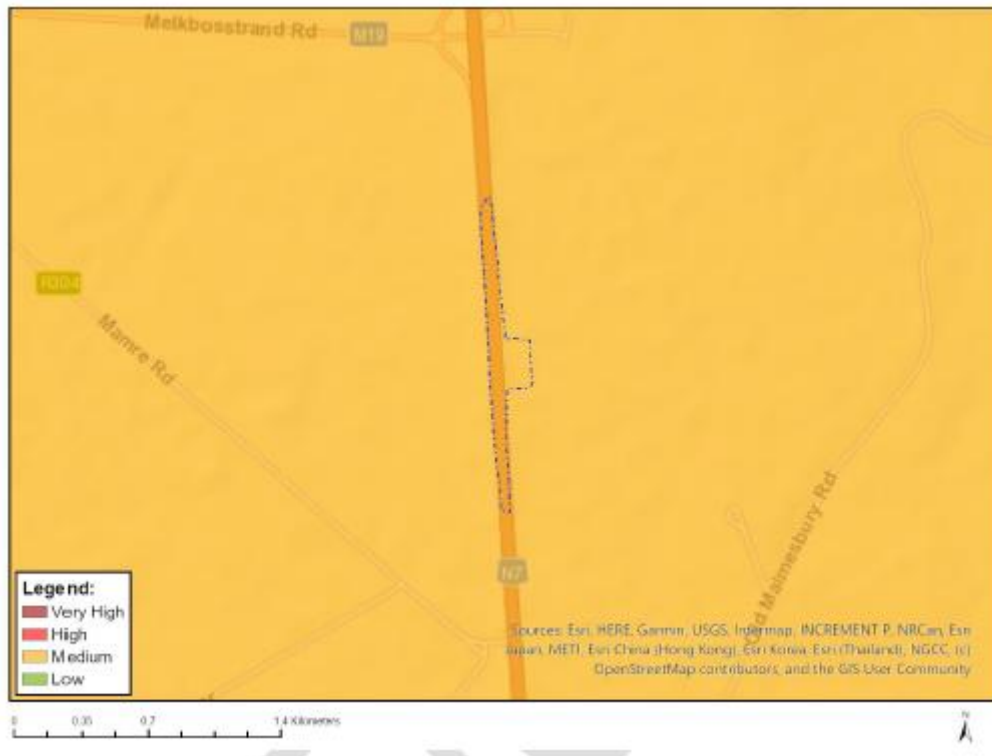 Melkbosstrand Rd
M19
R304
Mamre Rd
Old Malmesbury Rd
N7
Legend:
Very High
High
Medium
Low
Sources: Esri, HERE, Garmin, USGS, Intermap, INCREMENT P, NRCan, Esri
Japan, METI, Esri China (Hong Kong), Esri Korea, Esri (Thailand), NGCC, (c)
OpenStreetMap contributors, and the GIS User Community
0 0.35 0.7 1.4 Kilometers
N